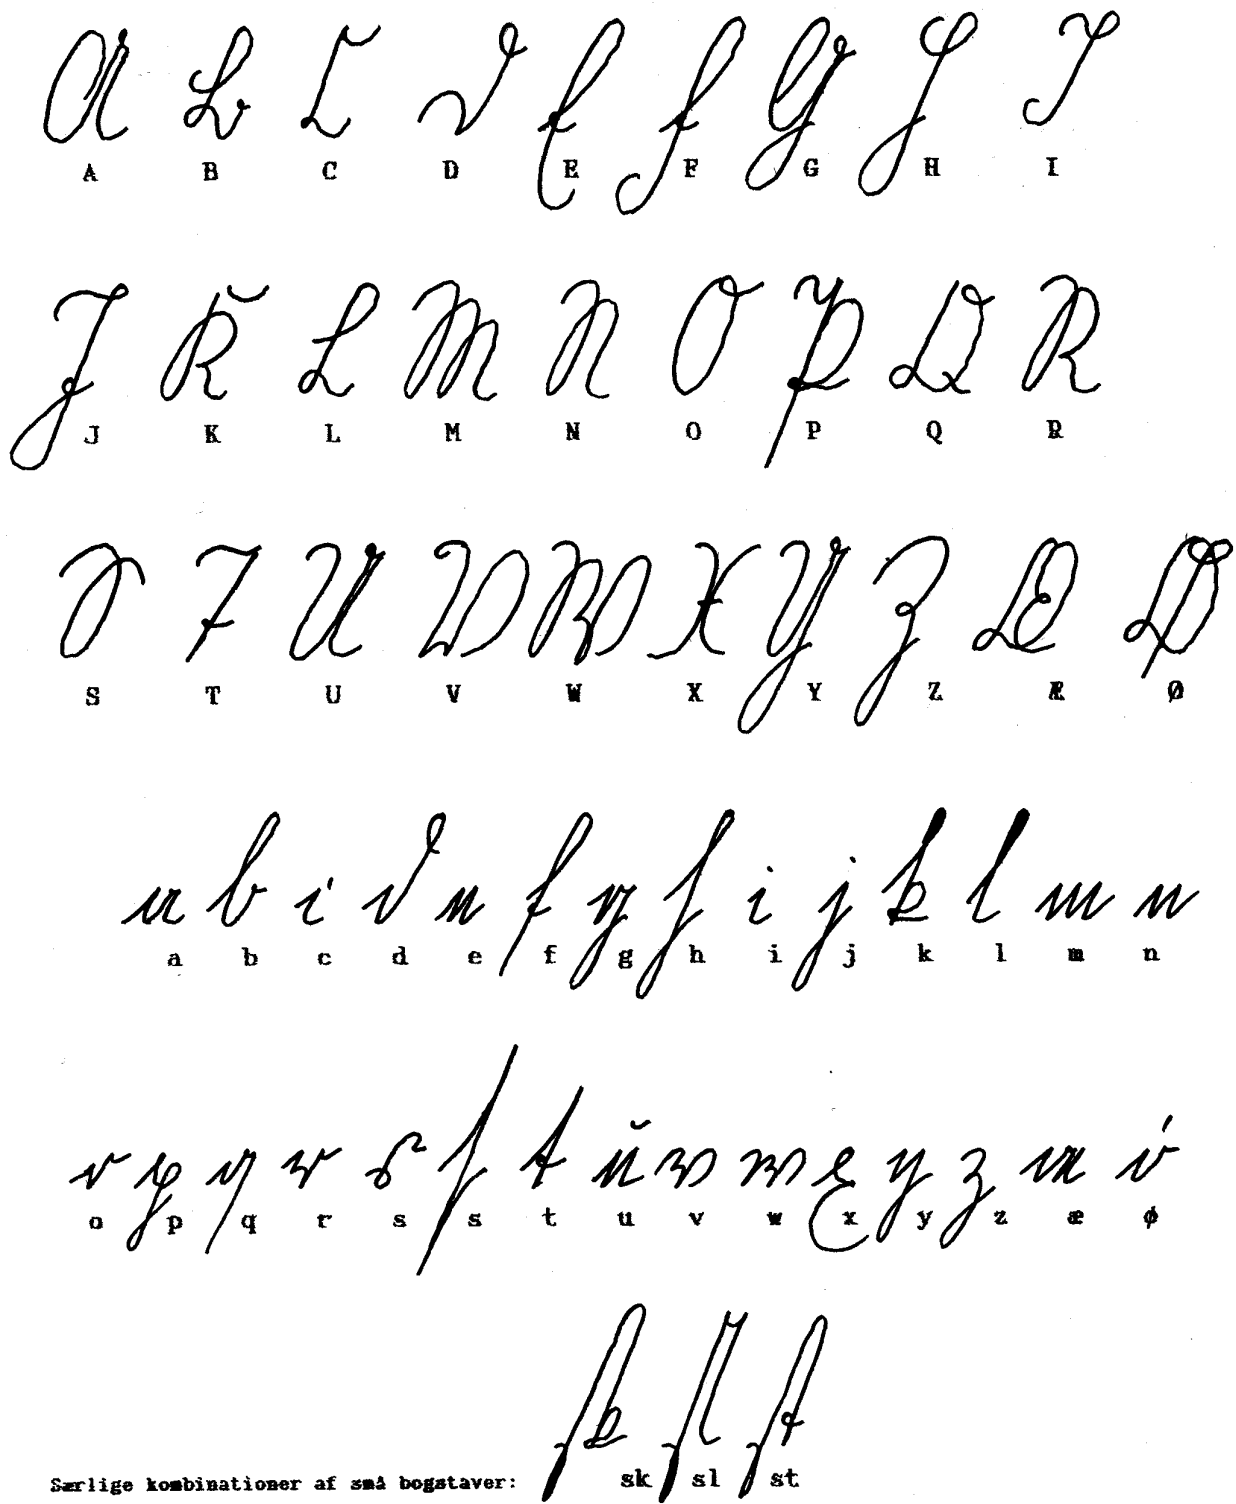 A B C D E F G H I
J K L M N O P Q R
S T U V W X Y Z Æ Ø
a b c d e f g h i j k l m n
o p q r s s t u v w x y z æ ø
Særlige kombinationer af små bogstaver: sk sl st